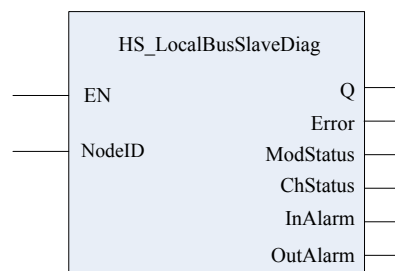 HS_LocalBusSlaveDiag
EN
Q
Error
NodeID
ModStatus
ChStatus
InAlarm
OutAlarm